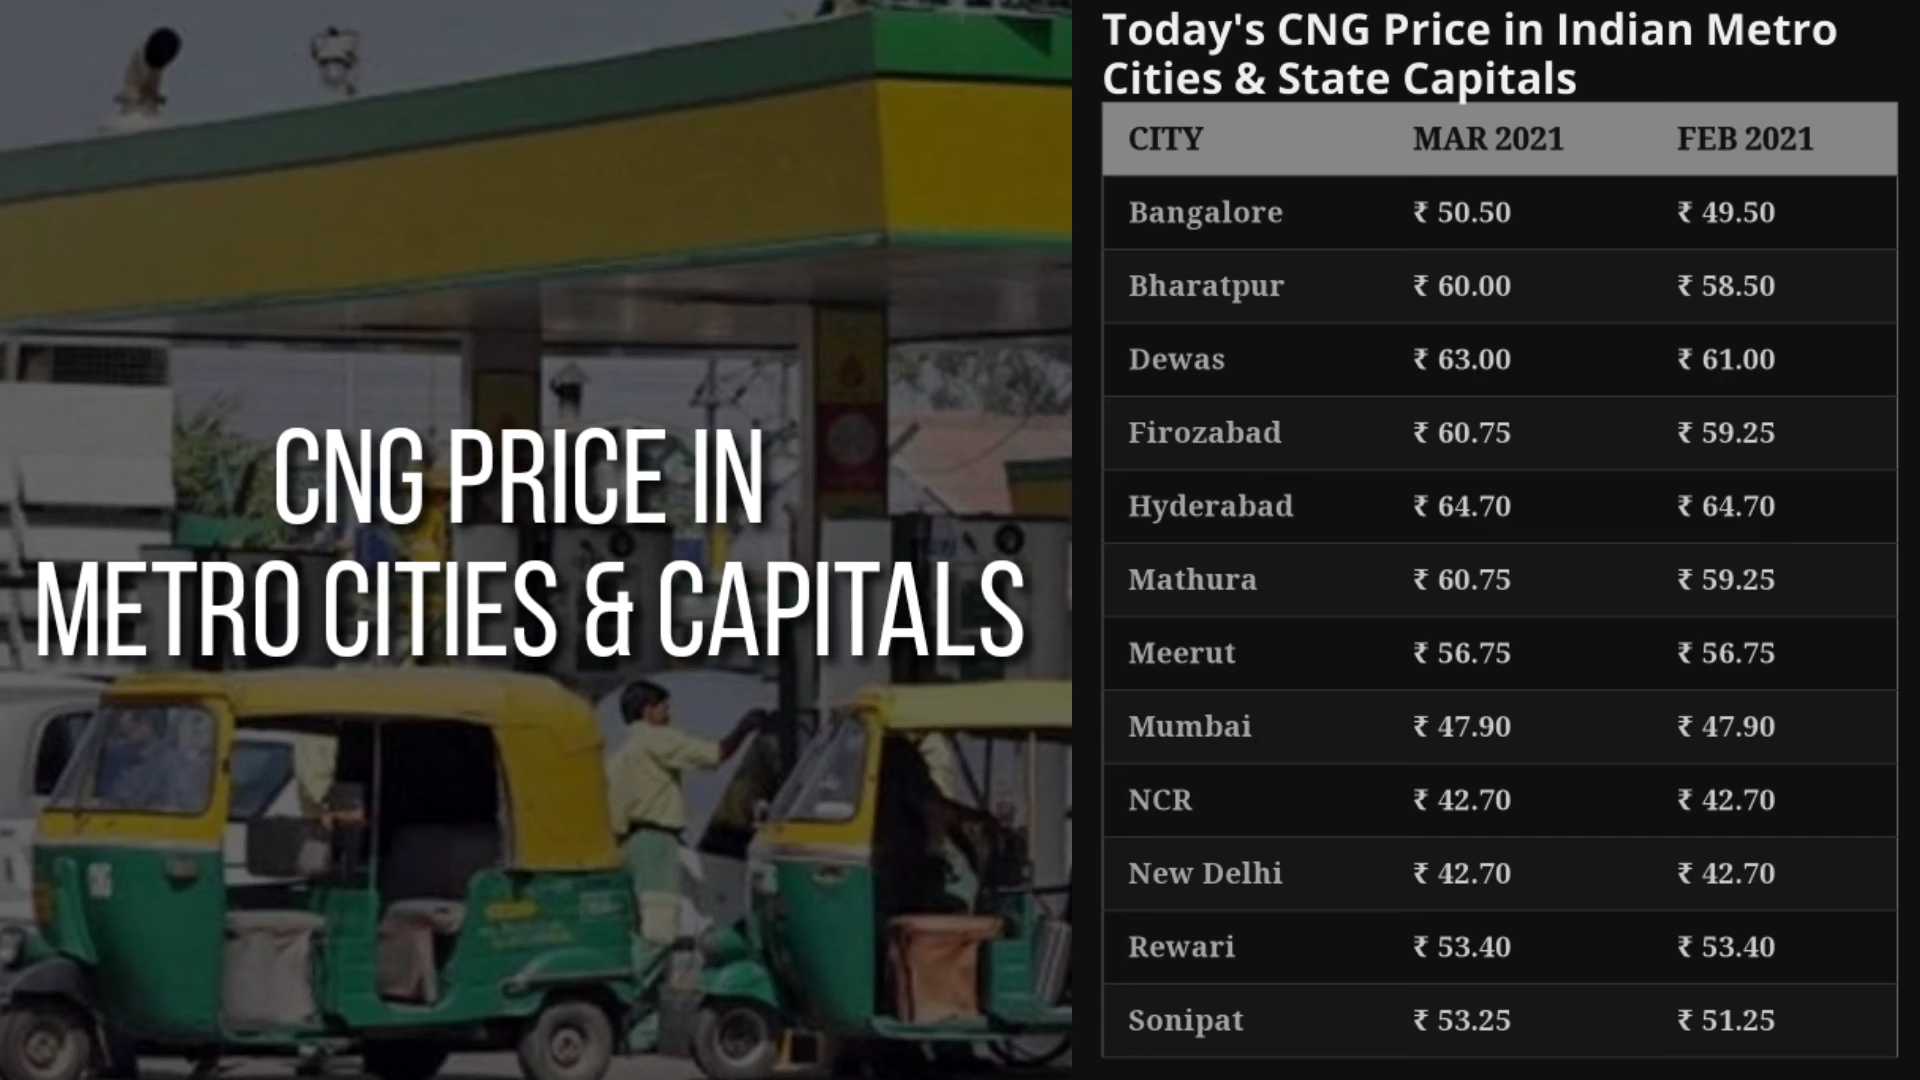 CNG PRICE IN
METRO CITIES & CAPITALS
Today's CNG Price in Indian Metro
Cities & State Capitals
CITY MAR 2021 FEB 2021
Bangalore ₹ 50.50 ₹ 49.50
Bharatpur ₹ 60.00 ₹ 58.50
Dewas ₹ 63.00 ₹ 61.00
Firozabad ₹ 60.75 ₹ 59.25
Hyderabad ₹ 64.70 ₹ 64.70
Mathura ₹ 60.75 ₹ 59.25
Meerut ₹ 56.75 ₹ 56.75
Mumbai ₹ 47.90 ₹ 47.90
NCR ₹ 42.70 ₹ 42.70
New Delhi ₹ 42.70 ₹ 42.70
Rewari ₹ 53.40 ₹ 53.40
Sonipat ₹ 53.25 ₹ 51.25